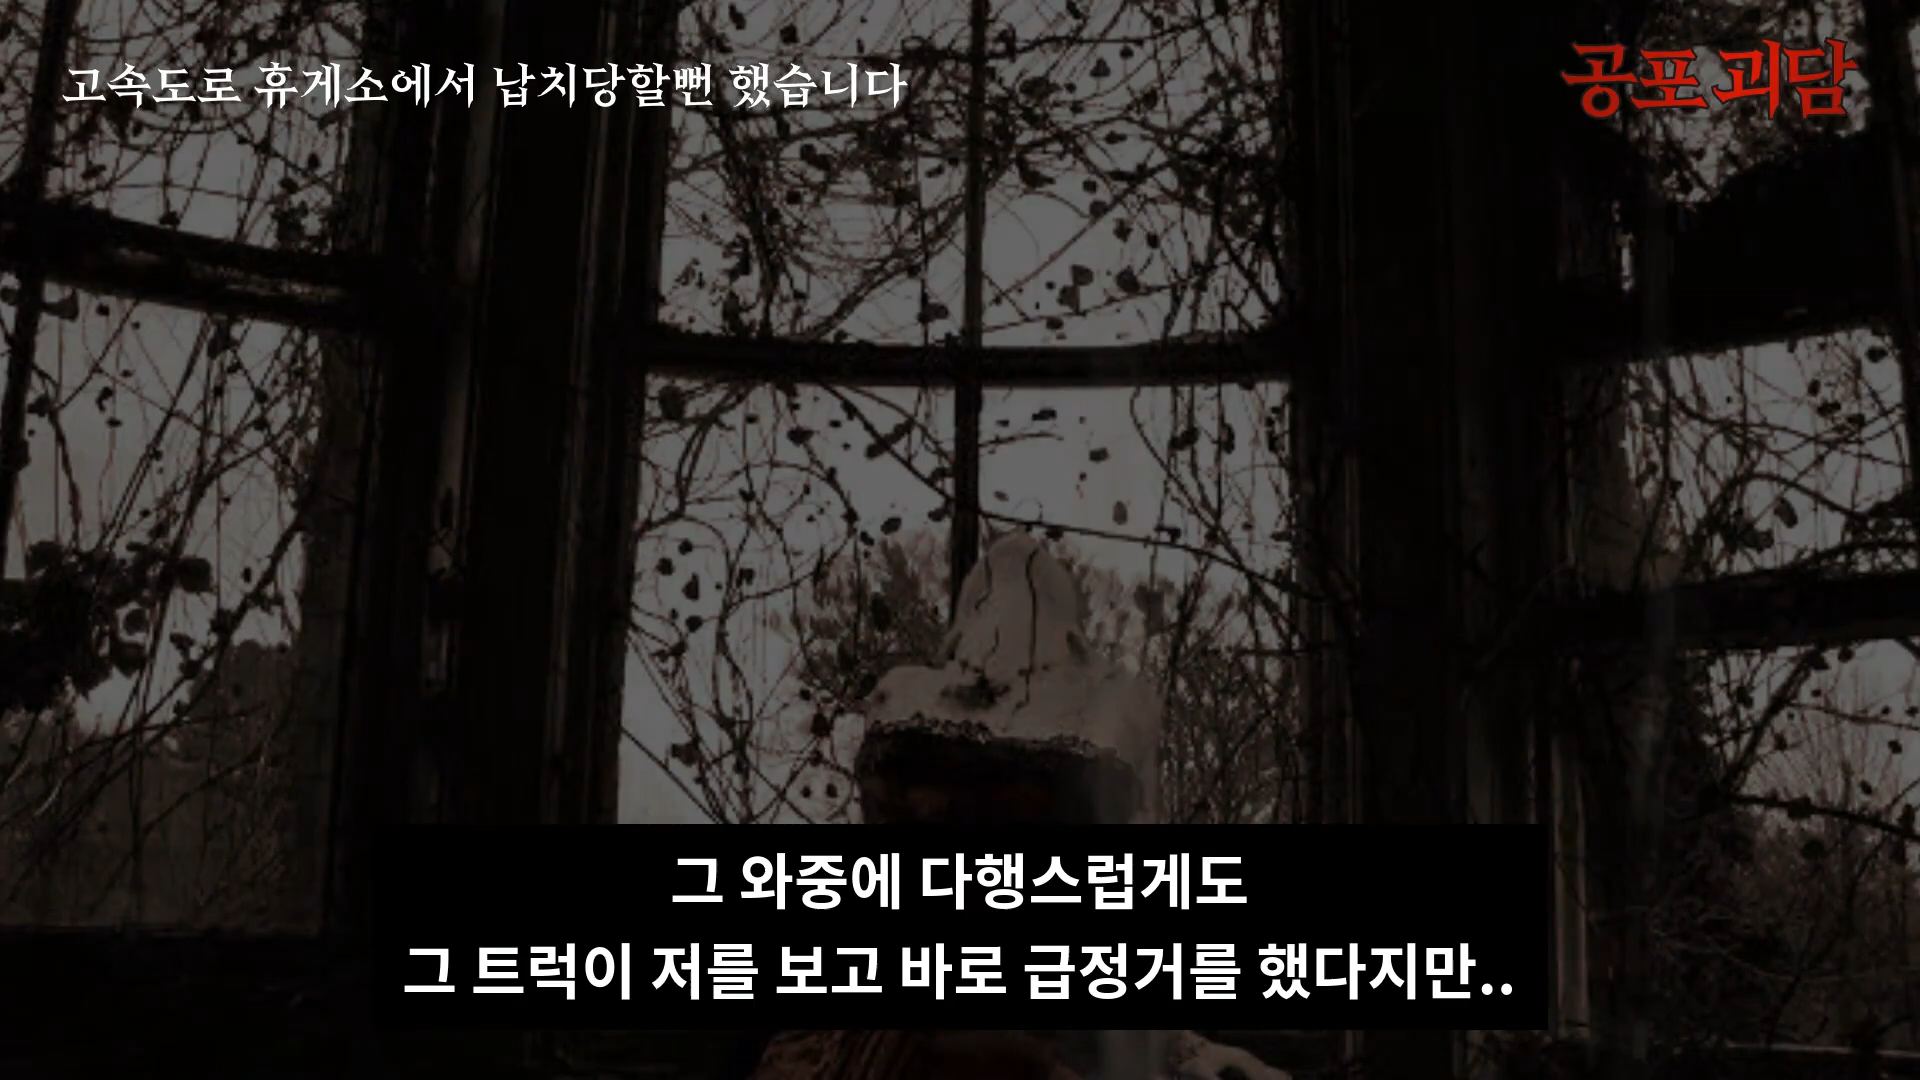 고속도로 휴게소에서 납치당할뻔 했습니다
공포괴담
그 와중에 다행스럽게도
그 트럭이 저를 보고 바로 급정거를 했다지만..